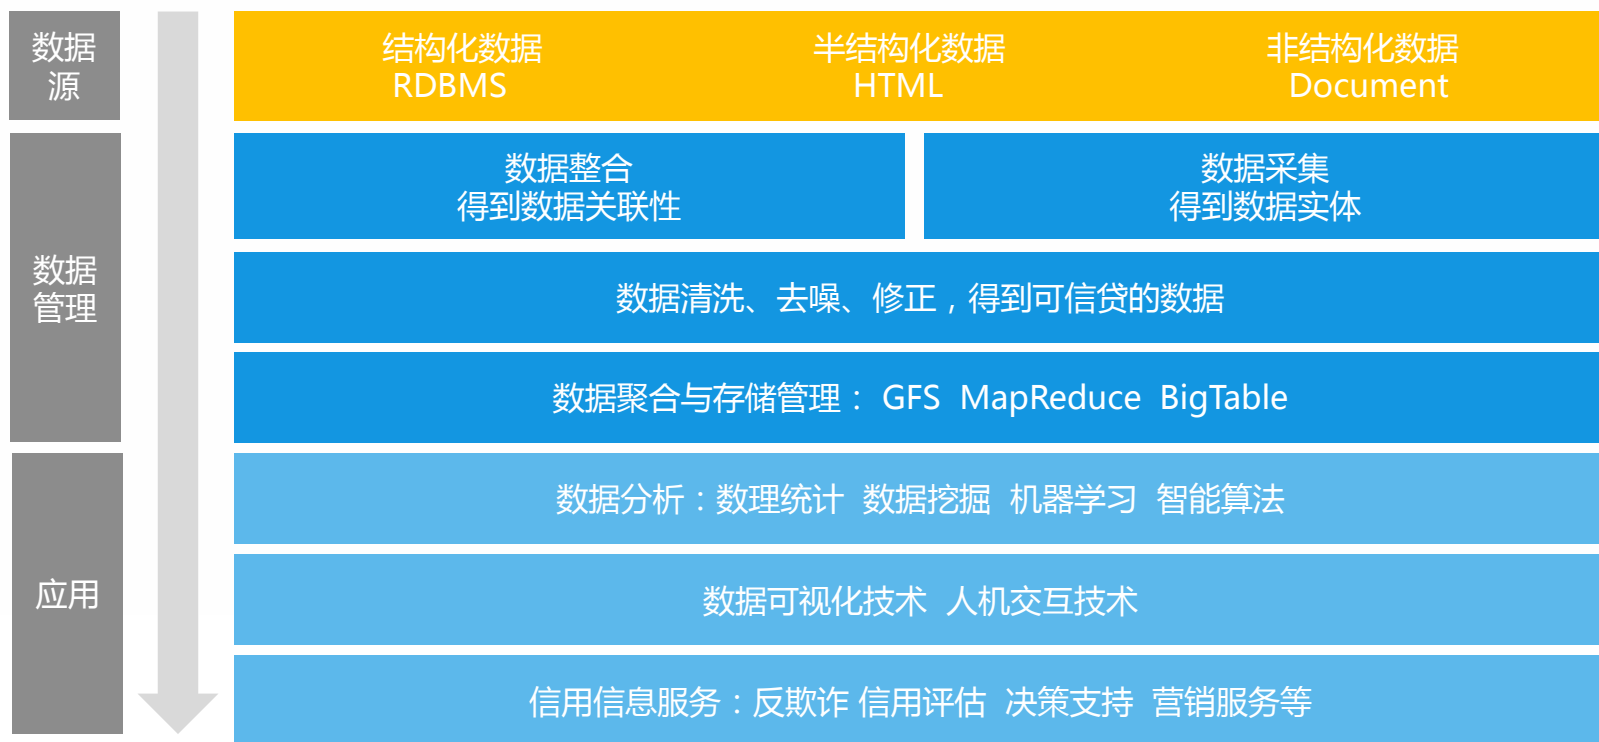 数据
源
结构化数据
RDBMS
半结构化数据
HTML
非结构化数据
Document
数据
管理
数据整合
得到数据关联性
数据采集
得到数据实体
数据清洗、去噪、修正，得到可信贷的数据
数据聚合与存储管理： GFS MapReduce BigTable
应用
数据分析：数理统计 数据挖掘 机器学习 智能算法
数据可视化技术 人机交互技术
信用信息服务：反欺诈 信用评估 决策支持 营销服务等